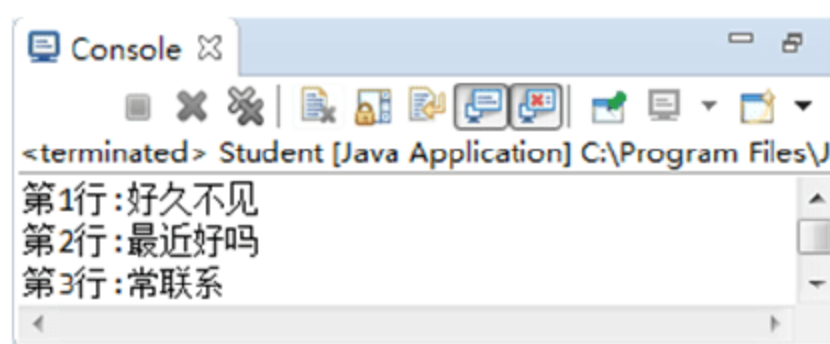 Console
<terminated> Student [Java Application] C:\Program Files\J
第1行:好久不见
第2行:最近好吗
第3行:常联系